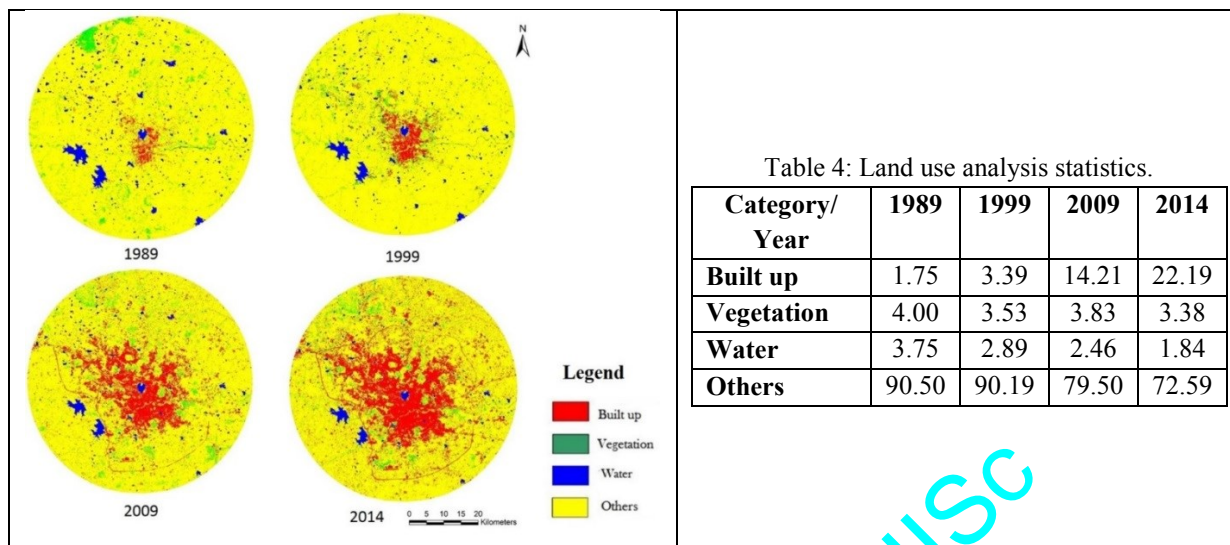 N
1989
1999
2009
2014
0 5 10 15 20
Kilometers
Legend
Built up
Vegetation
Water
Others
Table 4: Land use analysis statistics.
Category/ Year 1989 1999 2009 2014
Built up 1.75 3.39 14.21 22.19
Vegetation 4.00 3.53 3.83 3.38
Water 3.75 2.89 2.46 1.84
Others 90.50 90.19 79.50 72.59